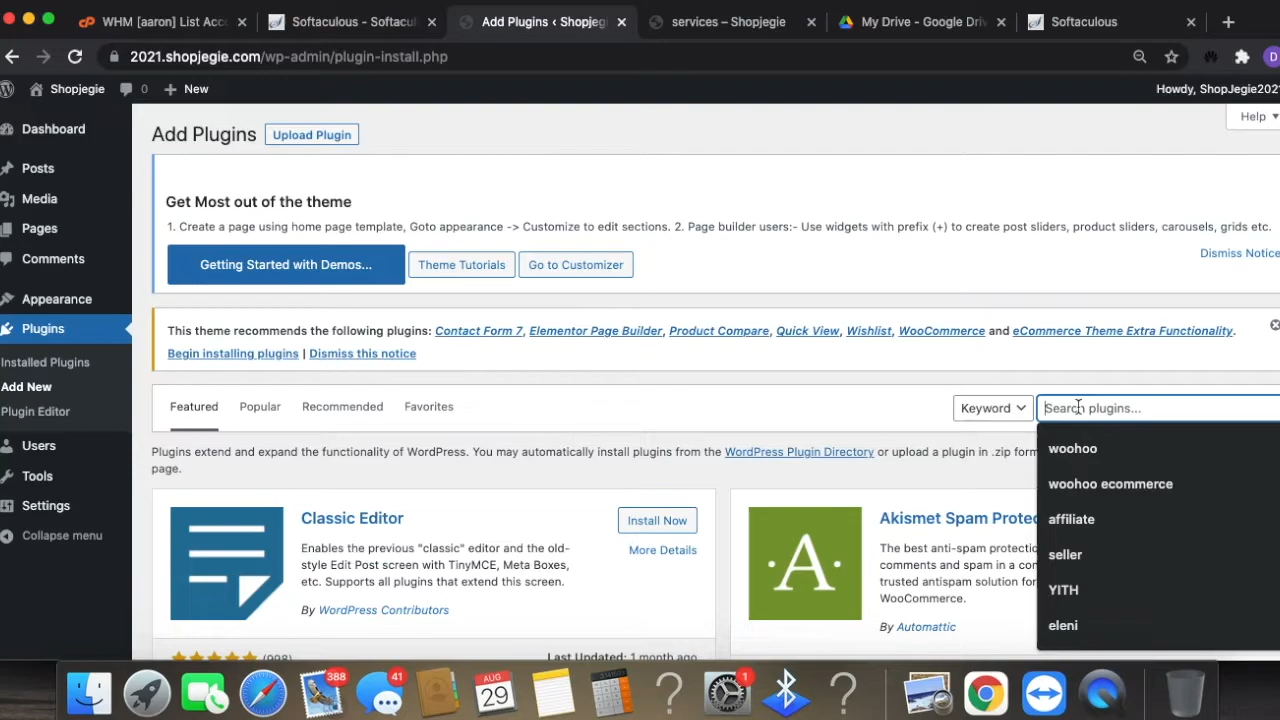 WHM [aaron] List Acco
Softaculous - Softac
Add Plugins ‹ Shopjegie
services – Shopjegie
My Drive - Google Dri
Softaculous
2021.shopjegie.com/wp-admin/plugin-install.php
D
Shopjegie 0 New
Howdy, ShopJegie2021
Dashboard
Posts
Media
Pages
Comments
Appearance
Plugins
Installed Plugins
Add New
Plugin Editor
Users
Tools
Settings
Collapse menu
Help
Add Plugins Upload Plugin
Get Most out of the theme
1. Create a page using home page template, Goto appearance -> Customize to edit sections. 2. Page builder users:- Use widgets with prefix (+) to create post sliders, product sliders, carousels, grids etc.
Getting Started with Demos... Theme Tutorials Go to Customizer
Dismiss Notice
This theme recommends the following plugins: Contact Form 7, Elementor Page Builder, Product Compare, Quick View, Wishlist, WooCommerce and eCommerce Theme Extra Functionality.
Begin installing plugins | Dismiss this notice
Featured Popular Recommended Favorites
Keyword Search plugins...
woohoo
woohoo ecommerce
affiliate
seller
YITH
eleni
Plugins extend and expand the functionality of WordPress. You may automatically install plugins from the WordPress Plugin Directory or upload a plugin in .zip form
page.
Classic Editor
Install Now
More Details
Enables the previous "classic" editor and the old-
style Edit Post screen with TinyMCE, Meta Boxes,
etc. Supports all plugins that extend this screen.
By WordPress Contributors
(998)
Last Updated: 1 month ago
A
Akismet Spam Protec
The best anti-spam protectio
comments and spam in a con
trusted antispam solution for
WooCommerce.
By Automattic
388
41
AUG
29
1